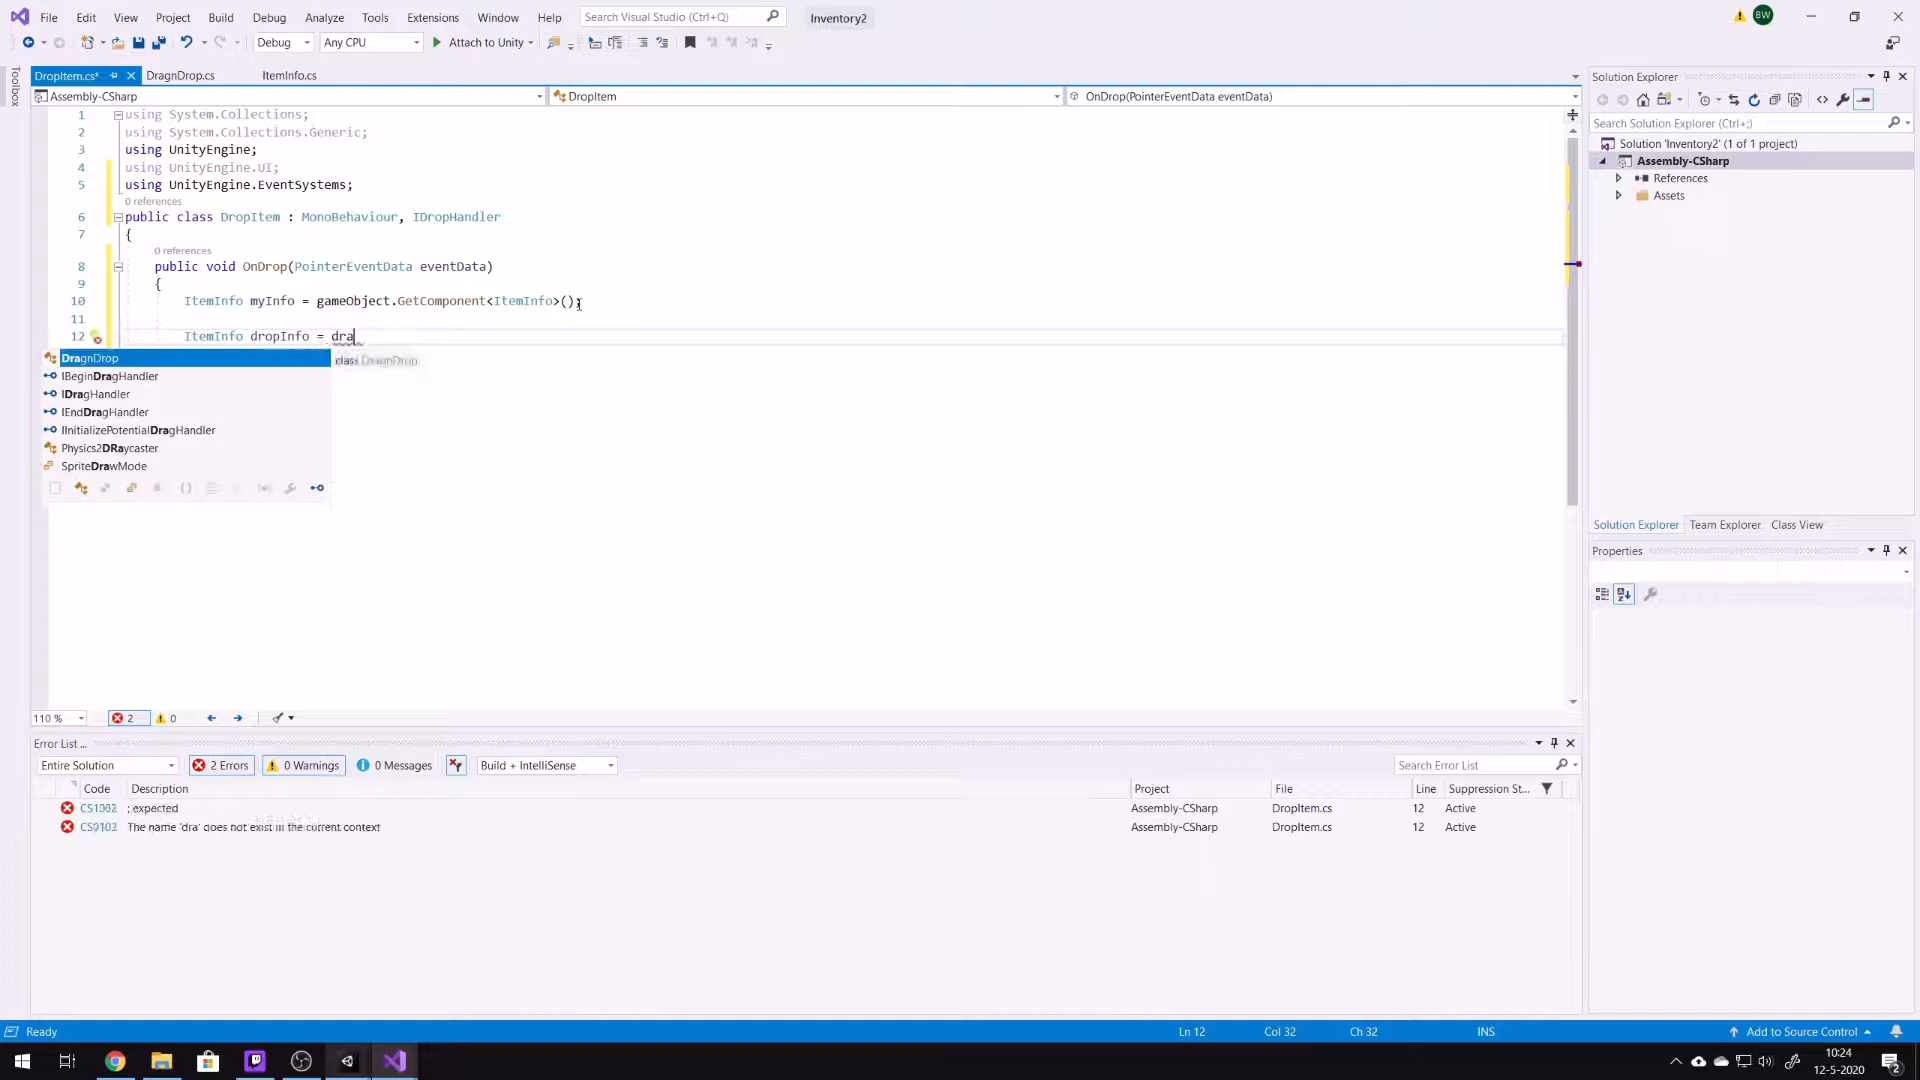 File Edit View Project Build Debug Analyze Tools Extensions Window Help Search Visual Studio (Ctrl+Q) Inventory2 BW
Debug Any CPU Attach to Unity
Toolbox
DropItem.cs* DragnDrop.cs ItemInfo.cs
Assembly-CSharp DropItem OnDrop(PointerEventData eventData)
1 using System.Collections;
2 using System.Collections.Generic;
3 using UnityEngine;
4 using UnityEngine.UI;
5 using UnityEngine.EventSystems;
0 references
6 public class DropItem : MonoBehaviour, IDropHandler
7 {
0 references
8 public void OnDrop(PointerEventData eventData)
9 {
10 ItemInfo myInfo = gameObject.GetComponent<ItemInfo>();
11
12 ItemInfo dropInfo = dra
DragnDrop class DragnDrop
IBeginDragHandler
IDragHandler
IEndDragHandler
IInitializePotentialDragHandler
Physics2DRaycaster
SpriteDrawMode
110 % 2 0
Error List ...
Entire Solution 2 Errors 0 Warnings 0 Messages Build + IntelliSense Search Error List
Code Description Project File Line Suppression St...
CS1002 ; expected Assembly-CSharp DropItem.cs 12 Active
CS0103 The name 'dra' does not exist in the current context Assembly-CSharp DropItem.cs 12 Active
Solution Explorer
Search Solution Explorer (Ctrl+;)
Solution 'Inventory2' (1 of 1 project)
Assembly-CSharp
References
Assets
Solution Explorer Team Explorer Class View
Properties
Ready Ln 12 Col 32 Ch 32 INS Add to Source Control
10:24
12-5-2020
2